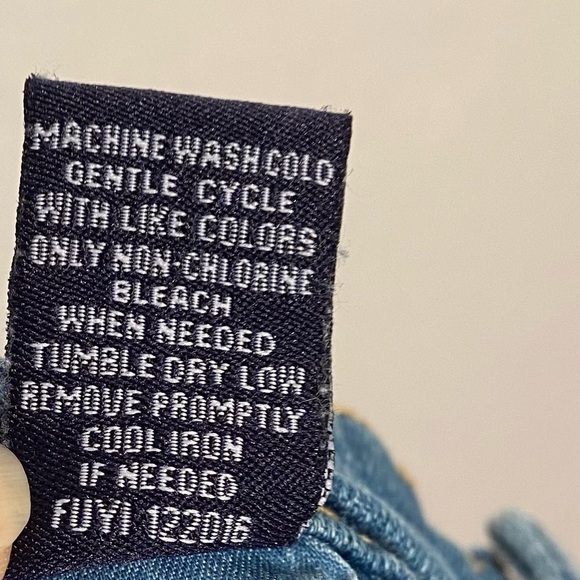 MACHINE WASH COLD
GENTLE CYCLE
WITH LIKE COLORS
ONLY NON-CHLORINE
BLEACH
WHEN NEEDED
TUMBLE DRY LOW
REMOVE PROMPTLY
COOL IRON
IF NEEDED
FUYI 122016